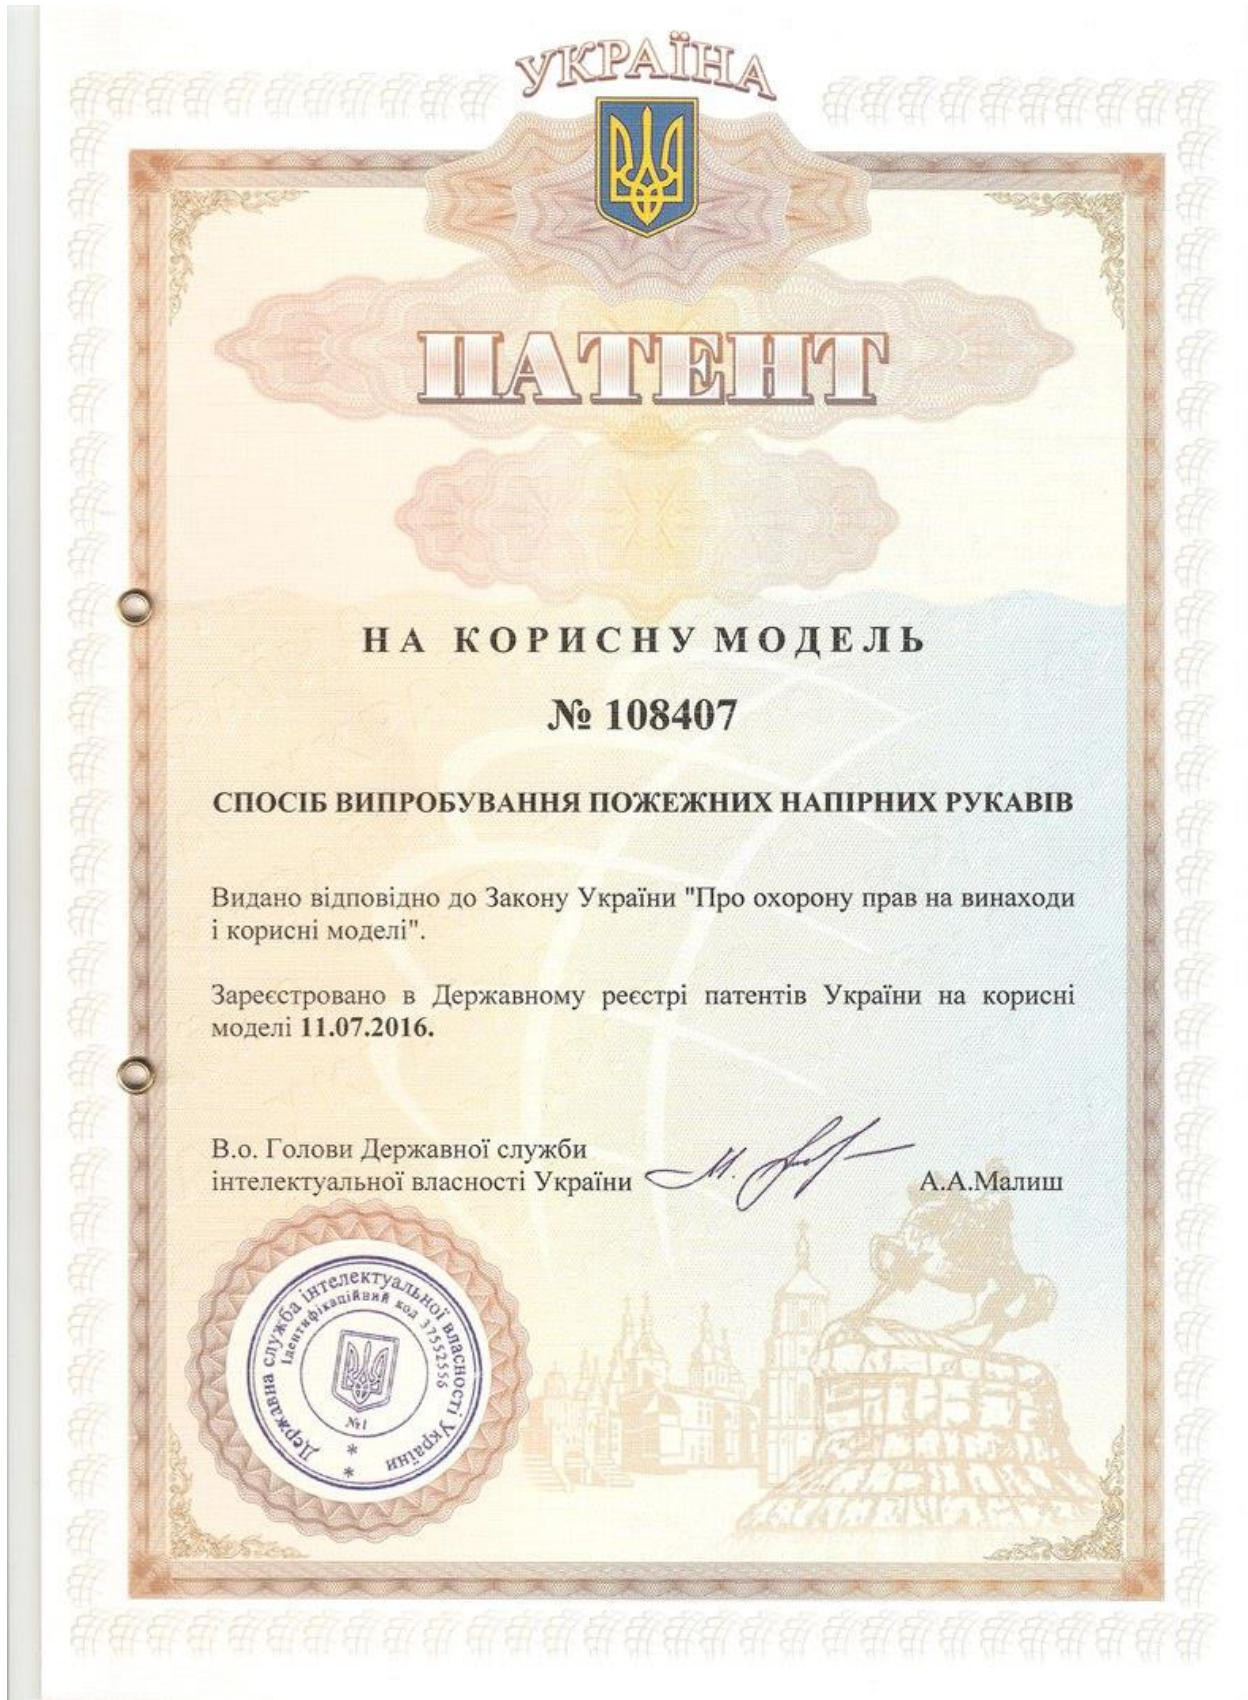 УКРАЇНА
ПАТЕНТ
НА КОРИСНУ МОДЕЛЬ
№ 108407
СПОСІБ ВИПРОБУВАННЯ ПОЖЕЖНИХ НАПІРНИХ РУКАВІВ
Видано відповідно до Закону України "Про охорону прав на винаходи
і корисні моделі".
Зареєстровано в Державному реєстрі патентів України на корисні
моделі 11.07.2016.
В.о. Голови Державної служби
інтелектуальної власності України
А.А.Малиш
Державна служба інтелектуальної власності України
Ідентифікаційний код 37552556
№1